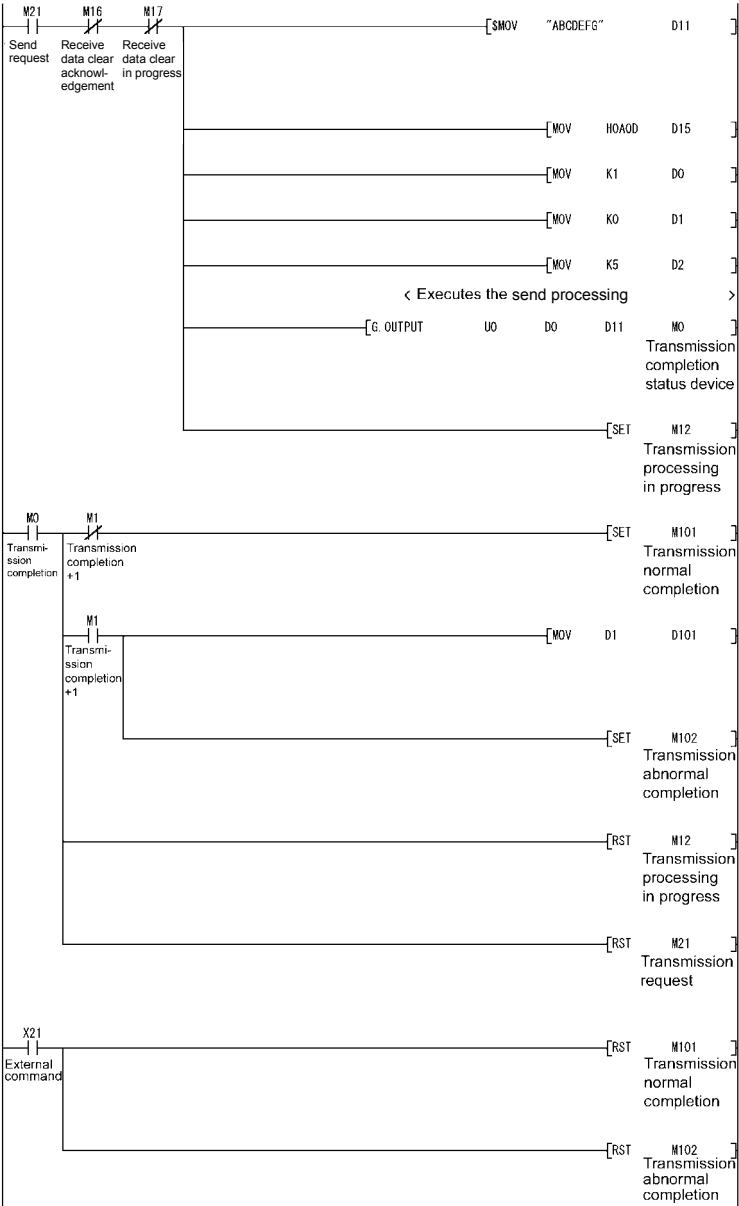 M21 M16 M17
[$MOV "ABCDEFG" D11 ]
Send Receive Receive
request data clear data clear
acknowl- in progress
edgement
[MOV H0A0D D15 ]
[MOV K1 D0 ]
[MOV K0 D1 ]
[MOV K5 D2 ]
< Executes the send processing >
[G.OUTPUT U0 D0 D11 M0 ]
Transmission
completion
status device
[SET M12 ]
Transmission
processing
in progress
M0 M1
[SET M101 ]
Transmi-
ssion
completion
Transmission
completion
+1
Transmission
normal
completion
M1
[MOV D1 D101 ]
Transmi-
ssion
completion
+1
[SET M102 ]
Transmission
abnormal
completion
[RST M12 ]
Transmission
processing
in progress
[RST M21 ]
Transmission
request
X21
[RST M101 ]
External
command
Transmission
normal
completion
[RST M102 ]
Transmission
abnormal
completion